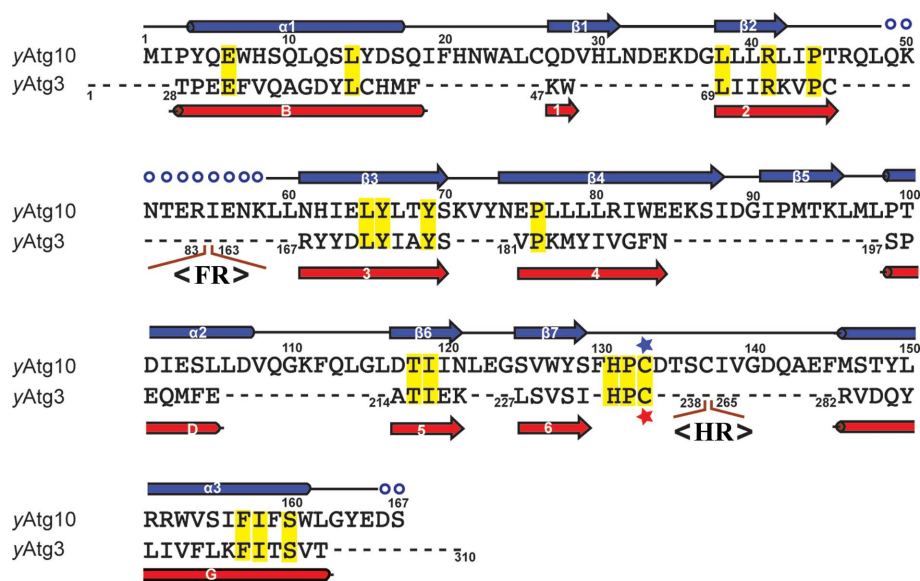 α1 β1 β2
1 10 20 30 40 50
yAtg10 MIPYQEWHSQLQSLYDSQIFHNWALCQDVHLNDEKDGLLLRLIPTRQLQK
yAtg3 - - - - - TPEEFVQAGDYLCHMF - - - - - - - - KW - - - - - - - - - LIIRKVPC - - - - -
1 28 47 69
B 1 2
β3 β4 β5
60 70 80 90 100
yAtg10 NTERIENKLLNHIELYLTYSKVYNEPLLLLRIWEEKSIDGIPMTKLMLPT
yAtg3 - - - - - - - - - - RYYDLYIAYS - - - - VPKMYIVGFN - - - - - - - - - - - - - - SP
83 163 167 181 197
<FR> 3 4
α2 β6 β7
110 120 130 140 150
yAtg10 DIESLLDVQGKFQLGLDTIINLEGSVWYSFHPCDTSCIVGDQAEFMSTYL
yAtg3 EQMFE - - - - - - - - - - - ATIEK - - - LSVSI - HPC - - - - - - - - - - - - RVDQY
214 227 238 265 282
D 5 6 <HR>
α3
160 167
yAtg10 RRWVSIFIFSWLGYEDS
yAtg3 LIVFLKFITSVT - - - - - - - - -
310
G